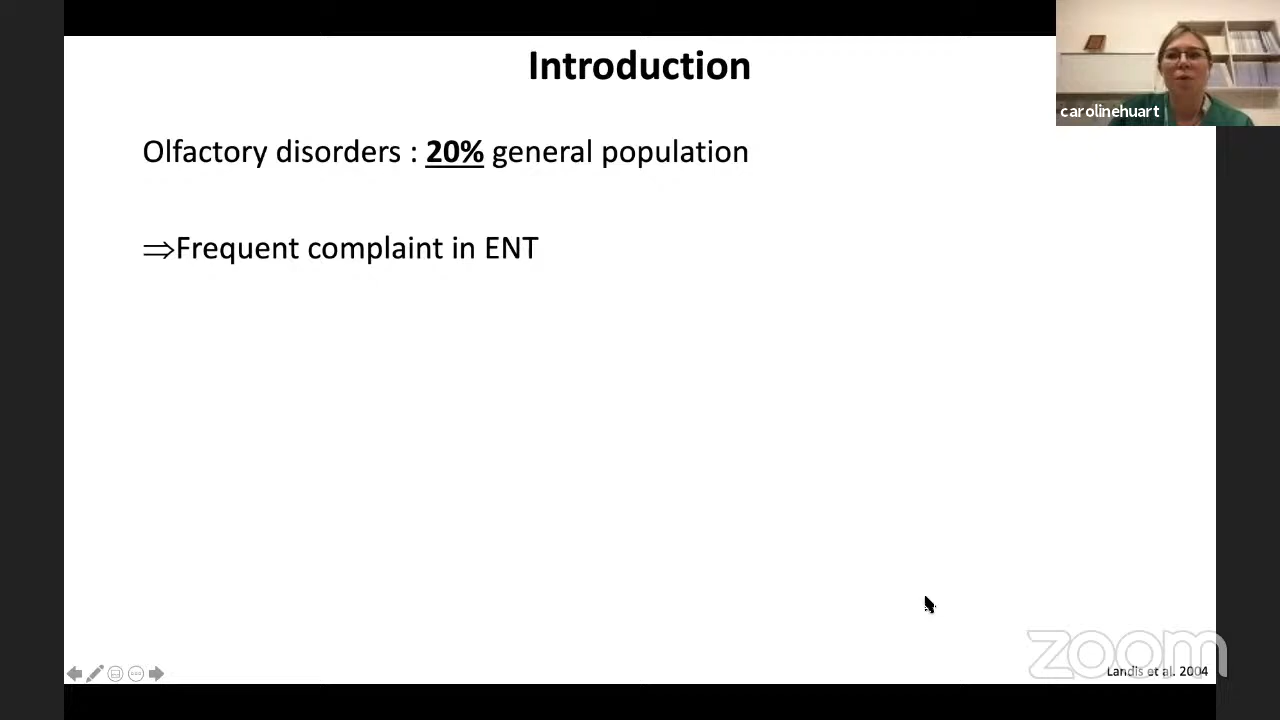 Introduction
carolinehuart
Olfactory disorders : 20% general population
⇒Frequent complaint in ENT
zoom
Landis et al. 2004